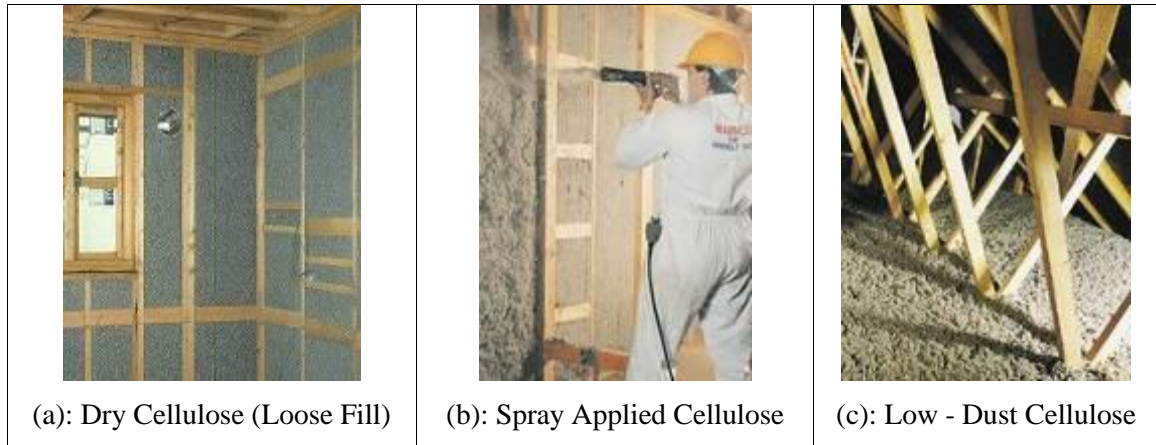 (a): Dry Cellulose (Loose Fill)
(b): Spray Applied Cellulose
(c): Low - Dust Cellulose